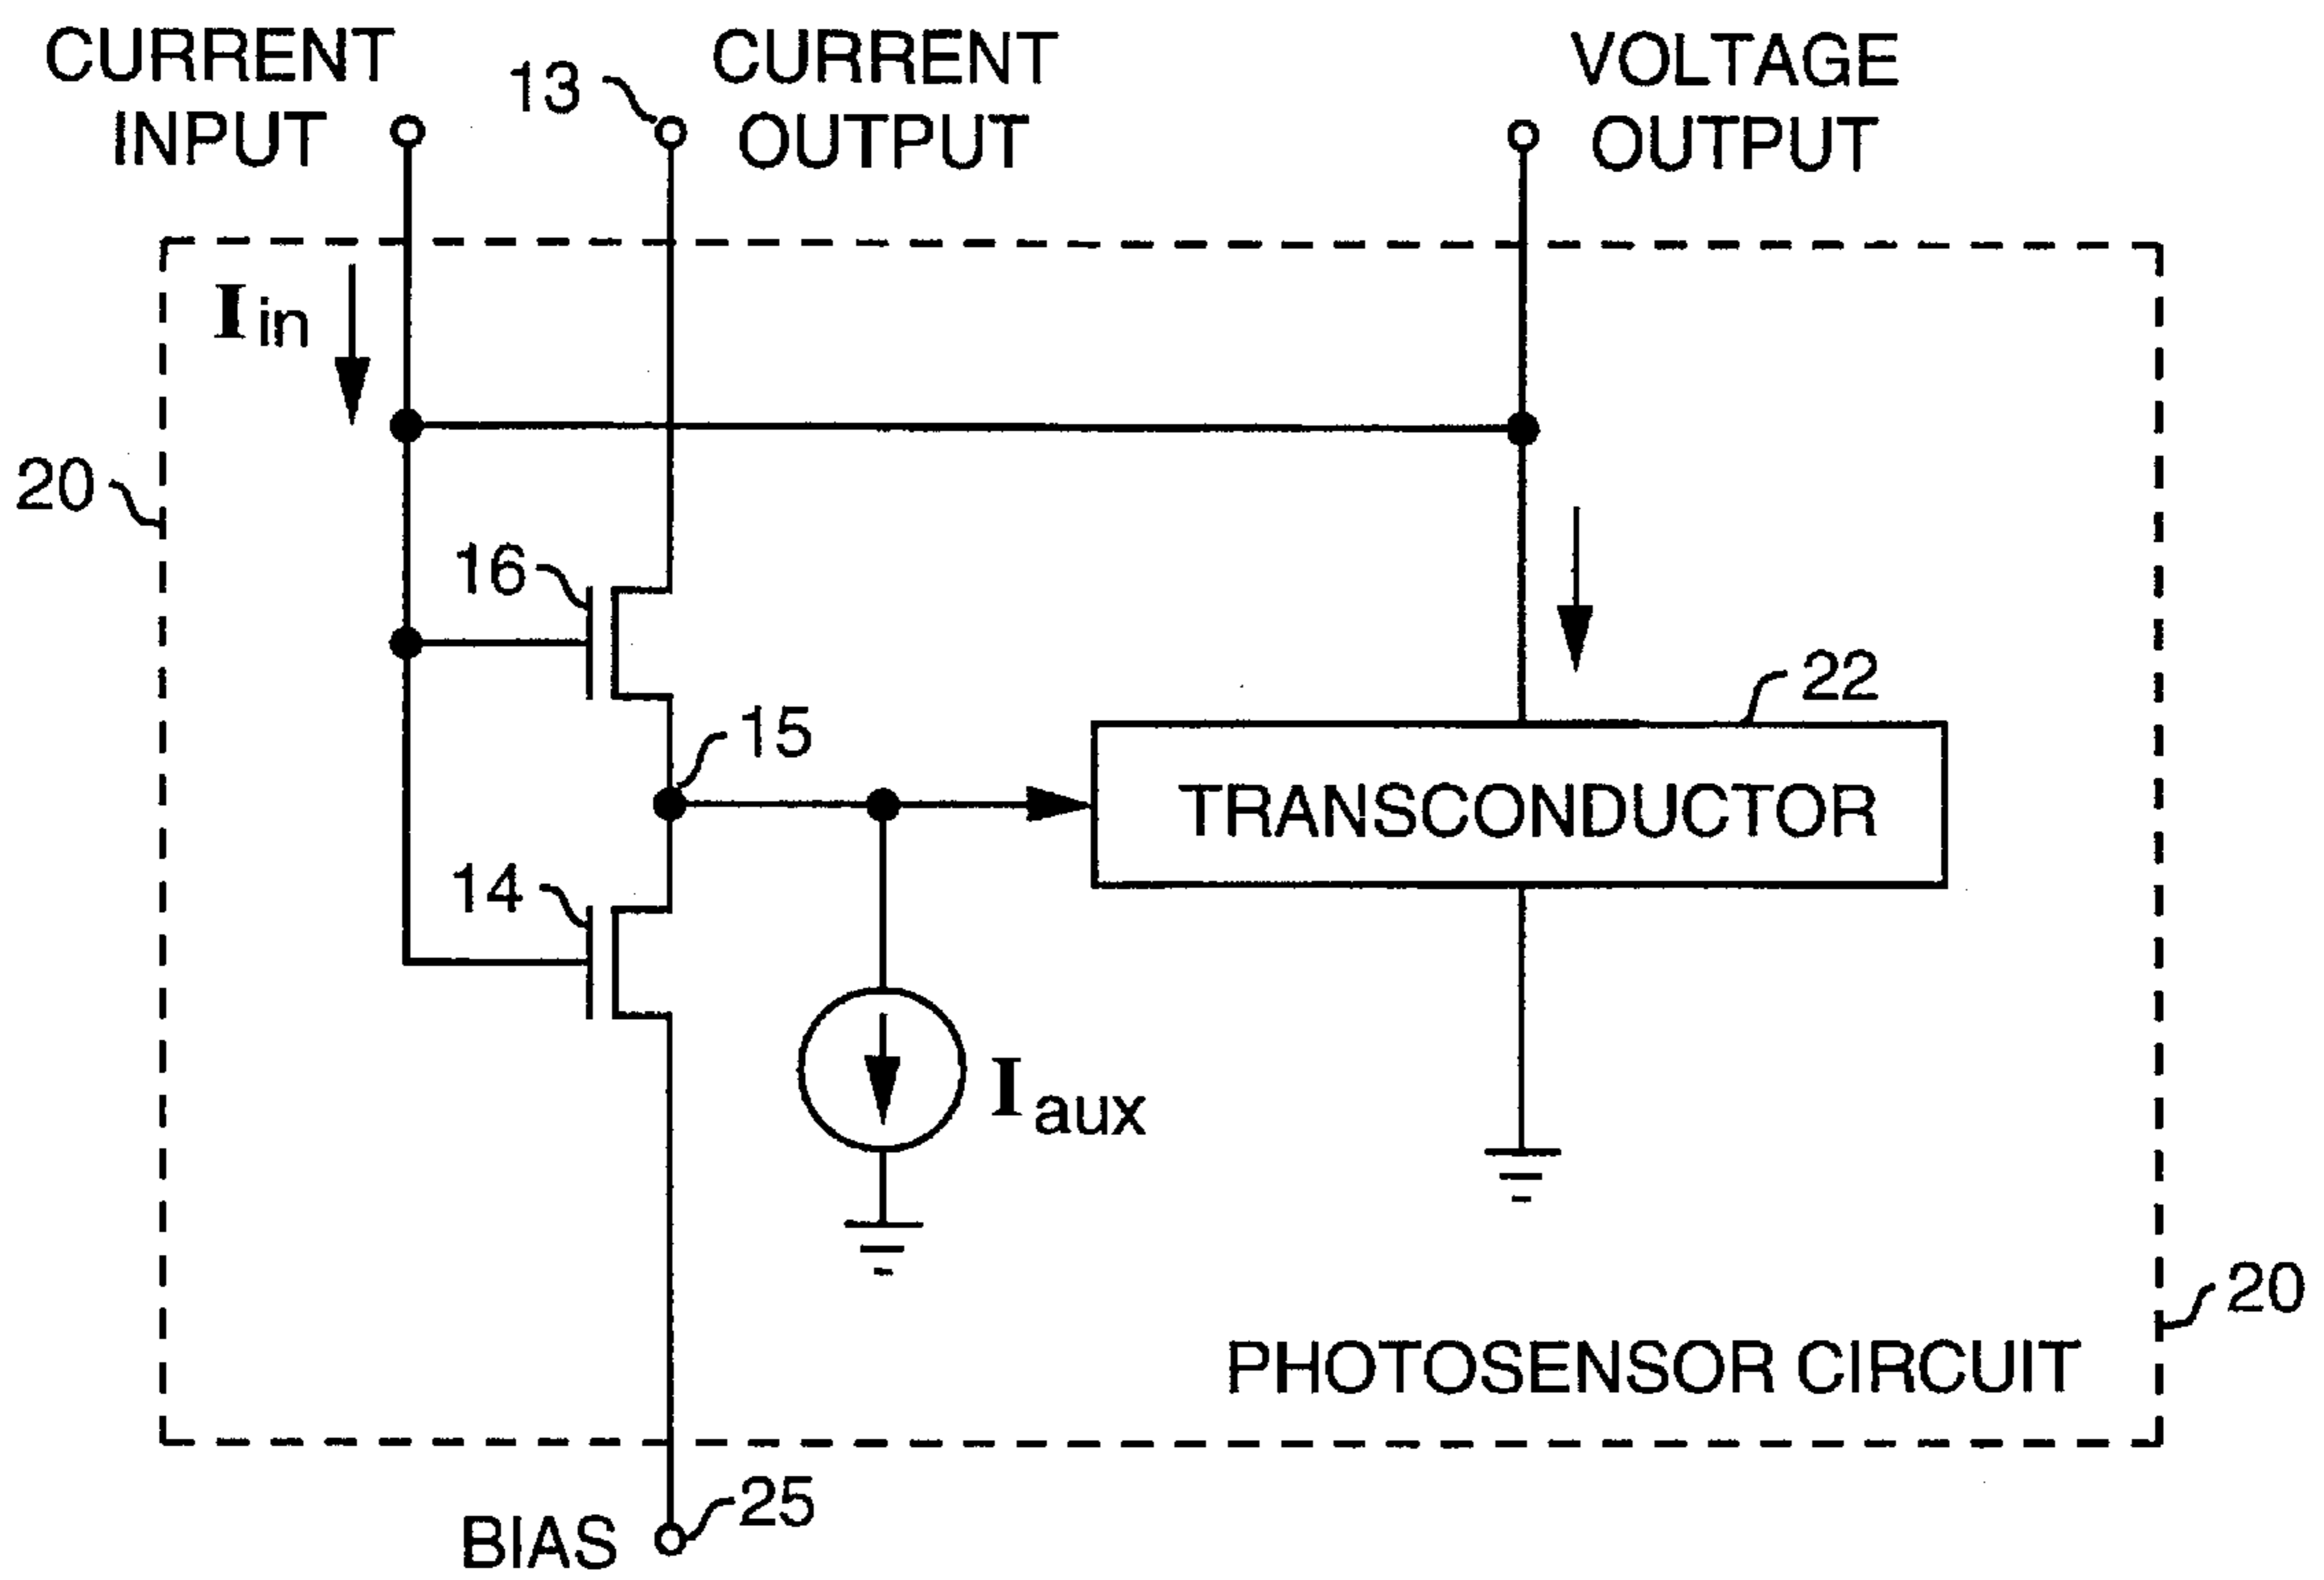 CURRENT
INPUT
13
CURRENT
OUTPUT
VOLTAGE
OUTPUT
Iin
20
16
15
22
TRANSCONDUCTOR
14
Iaux
20
PHOTOSENSOR CIRCUIT
25
BIAS